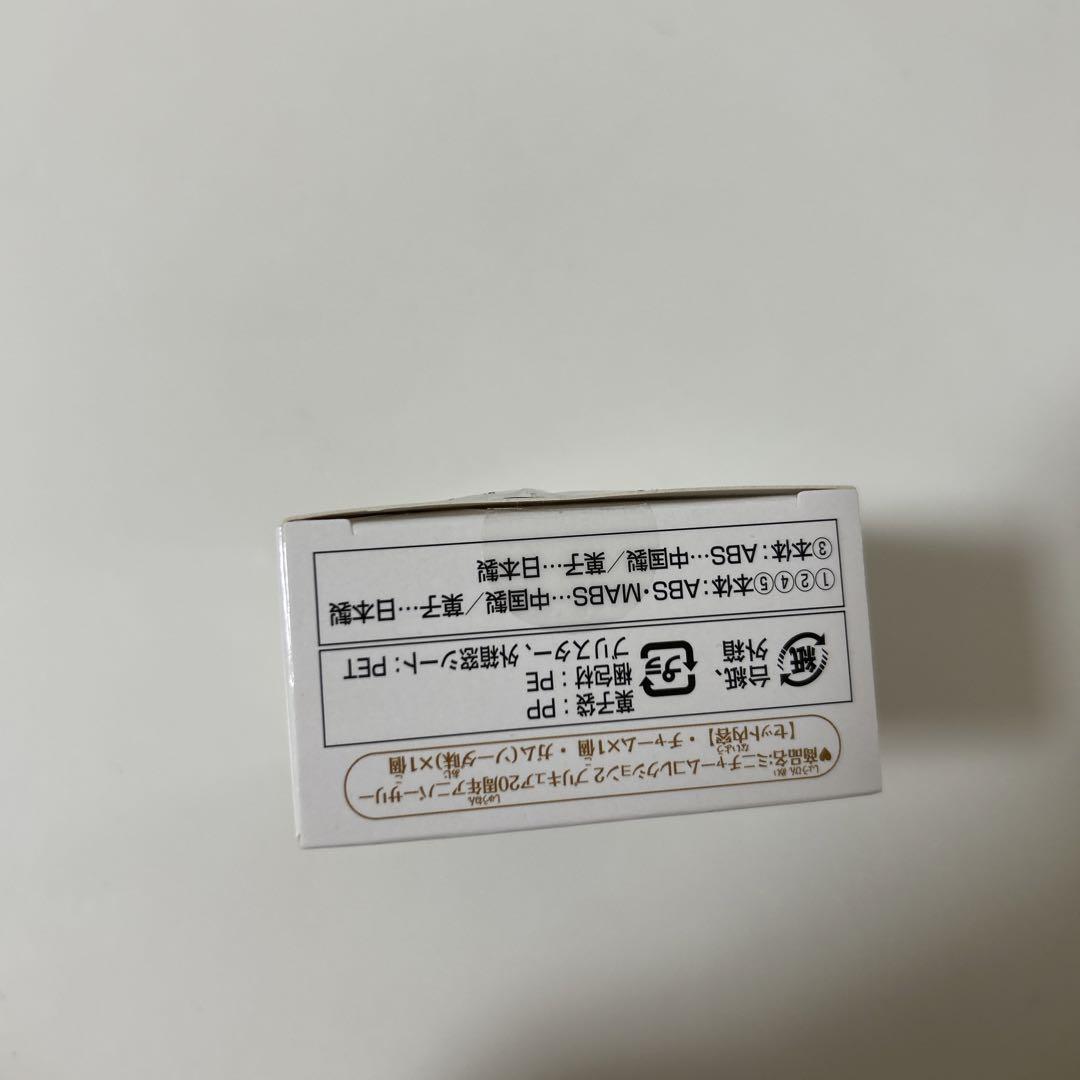 ♥商品名:ミニチャームコレクション2 プリキュア20周年アニバーサリー
【セット内容】・チャーム×1個 ・ガム(ソーダ味)×1個
紙
台紙、
外箱
プラ
菓子袋:PP
梱包材:PE
ブリスター、外箱窓シート:PET
①②④⑤本体:ABS・MABS…中国製/菓子…日本製
③本体:ABS…中国製/菓子…日本製